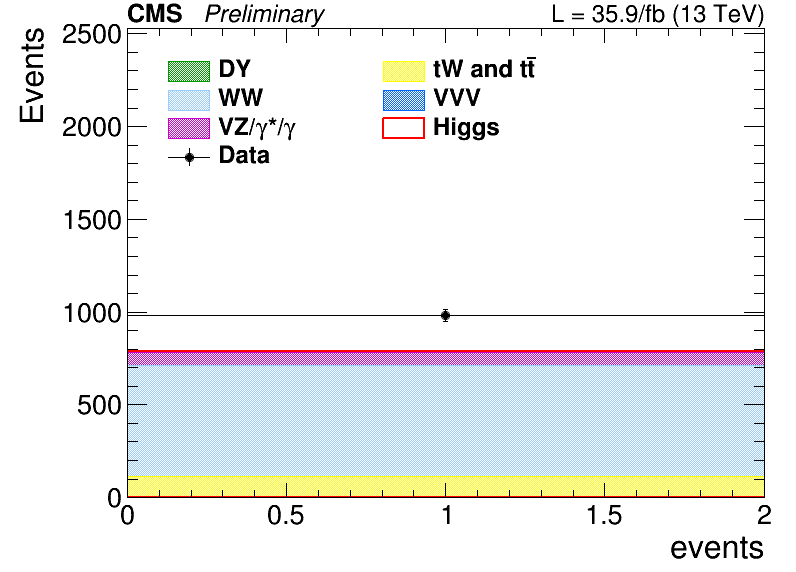 CMS Preliminary L = 35.9/fb (13 TeV)
Events
2500
2000
1500
1000
500
0
DY
WW
VZ/γ*/γ
Data
tW and tt̄
VVV
Higgs
0 0.5 1 1.5 2
events